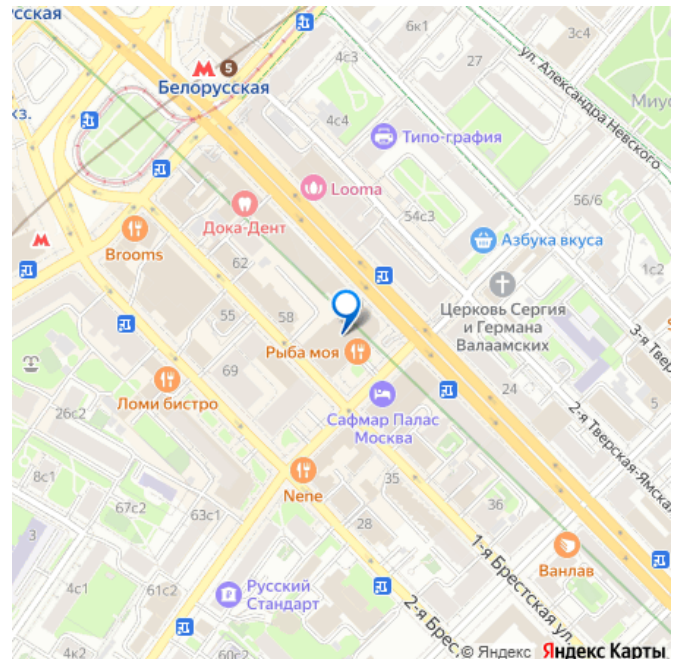 сская
6к1
3с4
4с3
27
ул. Александра Невского
М 5
Белорусская
Миус
кз.
4с4
Типо-графия
Looma
Дока-Дент
54с3
56/6
М
Азбука вкуса
Brooms
62
1с2
Церковь Сергия
и Германа
Валаамских
3-я Твер
55
58
Рыба моя
69
24
5
Ломи бистро
Сафмар Палас
Москва
2-я Тверская-Ямская
26с2
8с1
Nene
35
36
67с2
63с1
28
3
1-я Брестская ул.
Ванлав
4с1
61с2
Русский
Стандарт
2-я Брес
4к2
60с2
© Яндекс Яндекс Карты